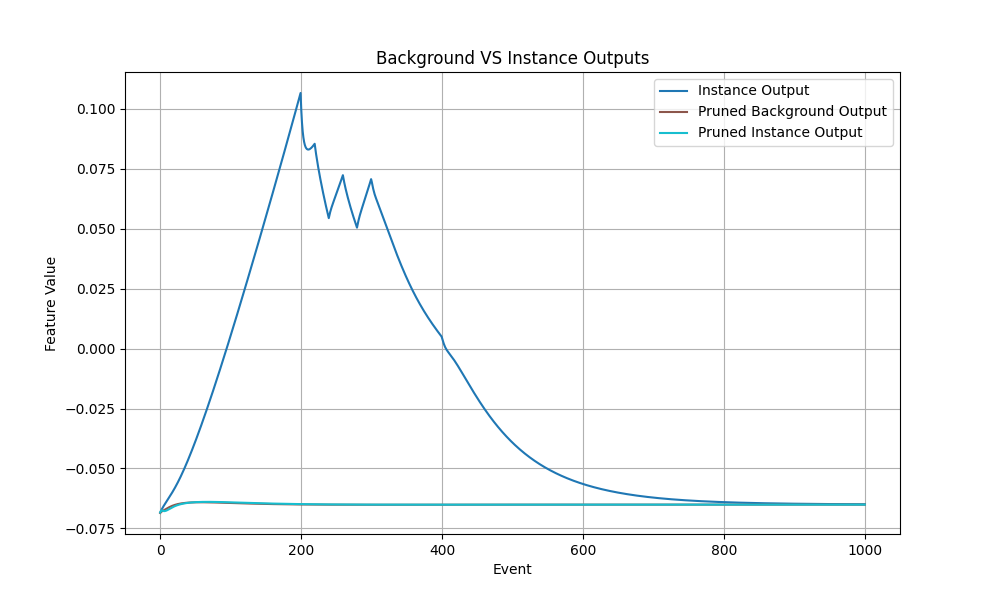 Background VS Instance Outputs
Instance Output
Pruned Background Output
Pruned Instance Output
Feature Value
0.100
0.075
0.050
0.025
0.000
−0.025
−0.050
−0.075
0 200 400 600 800 1000
Event